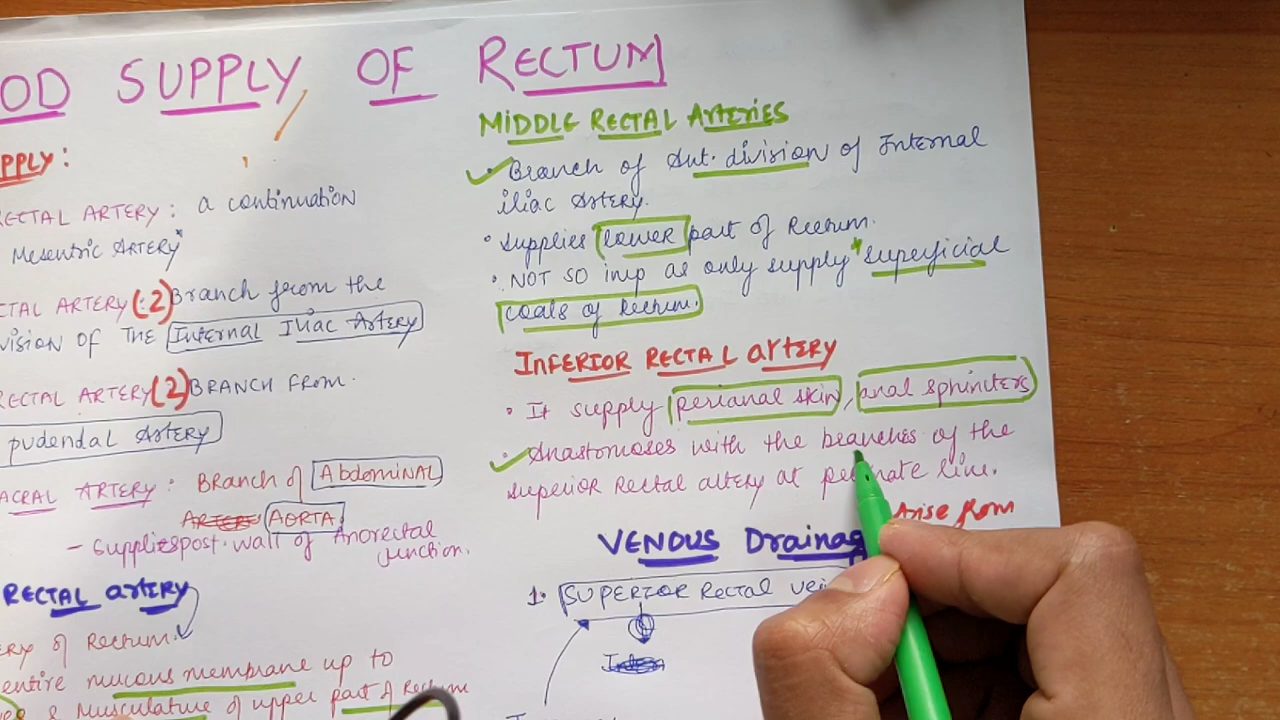 OOD SUPPLY OF RECTUM
PPLY:
RECTAL ARTERY: a continuation
Mesentric ARTERY
CTAL ARTERY (:2) Branch from the
vision OF THE Internal Iliac Artery
RECTAL ARTERY (2) BRANCH FROM.
pudendal Artery
ACRAL ARTERY: BRANCH of Abdominal
AORTA
- Supplies post. wall of Anorectal
junction.
RECTAL artERy
ERY of Rectum.
entire mucous membrane up to
& Musculature of upper part of Rectum
MIDDLE RECTAL ArtERIES
Branch of Ant. division of Internal
iliac Artery.
• Supplies lower part of Rectum.
• NOT SO imp as only supply * superficial
coats of Rectum.
INFERIOR RECTAL artERY
• It supply perianal skin, anal sphincters
• Anastomoses with the branches of the
superior Rectal artery at line.
VENOUS Drainag
Arise from
1. SUPERIOR Rectal vei